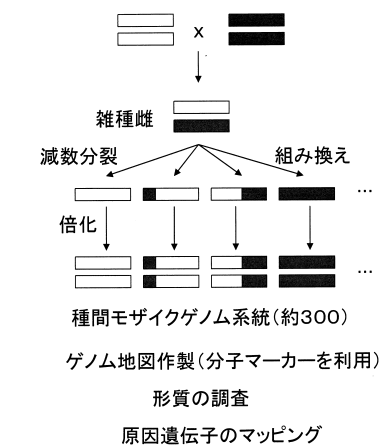 x
雑種雌
減数分裂 組み換え
…
倍化
…
種間モザイクゲノム系統(約300)
ゲノム地図作製(分子マーカーを利用)
形質の調査
原因遺伝子のマッピング